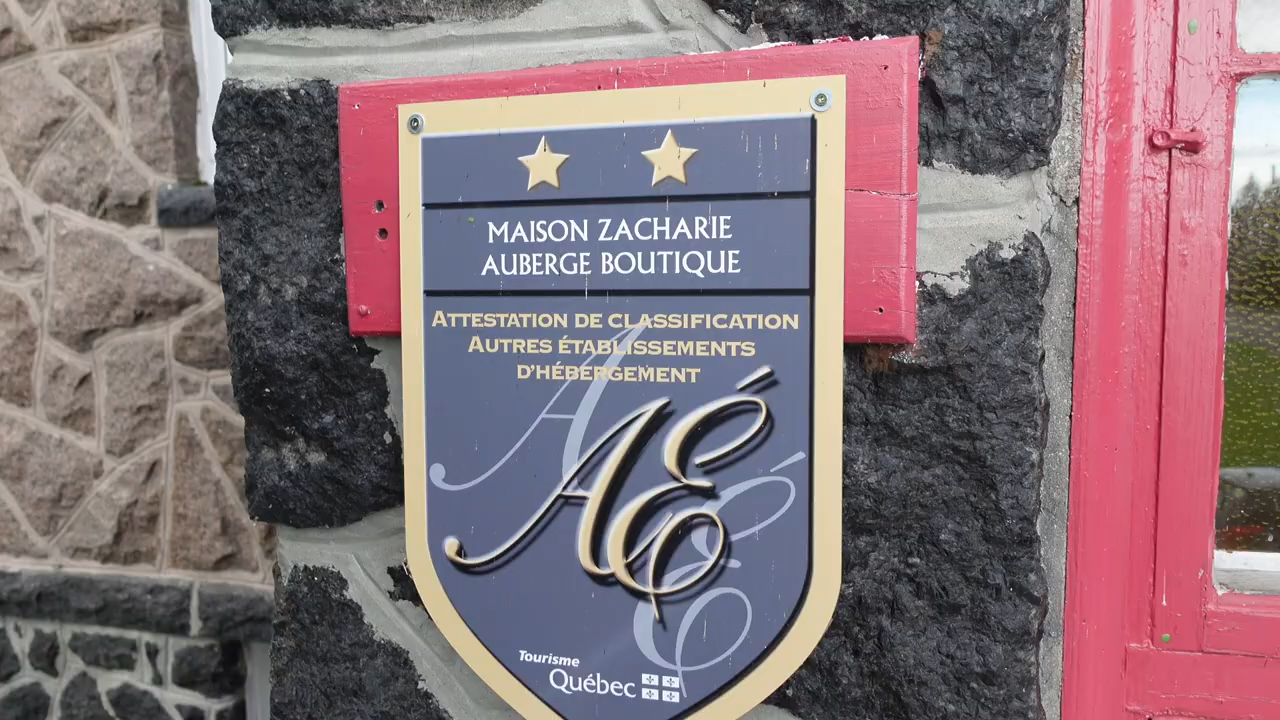 MAISON ZACHARIE
AUBERGE BOUTIQUE
ATTESTATION DE CLASSIFICATION
AUTRES ÉTABLISSEMENTS
D'HÉBERGEMENT
AÉ
Tourisme
Québec